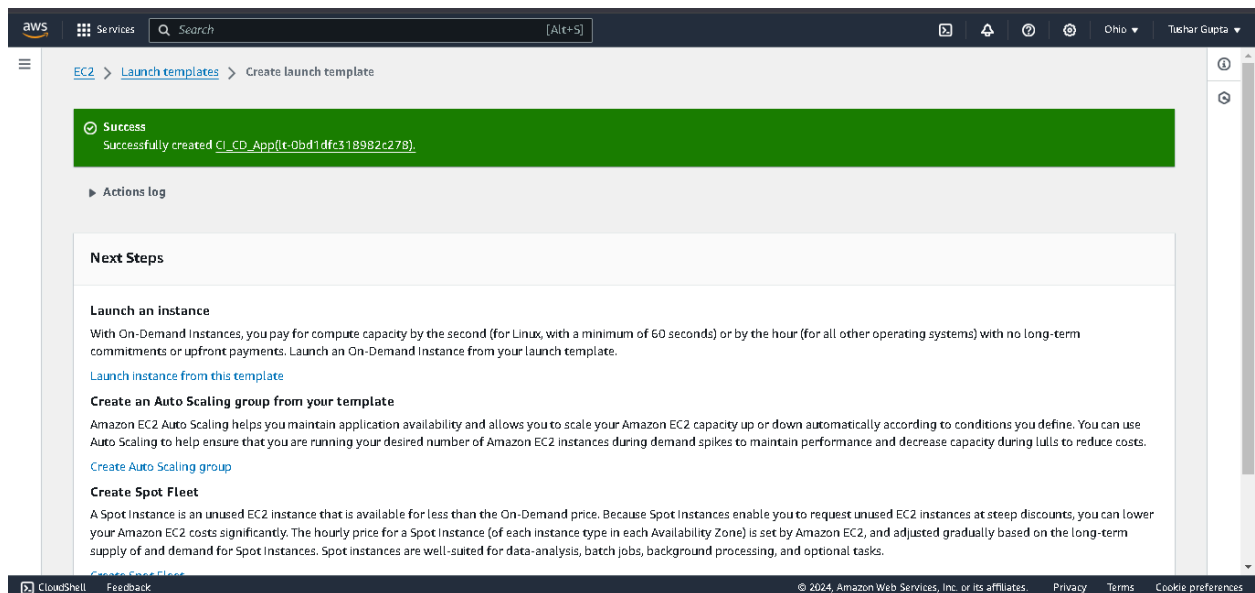 aws
Services
Search
[Alt+S]
Ohio
Tushar Gupta
EC2
Launch templates
Create launch template
Success
Successfully created CI_CD_App(lt-0bd1dfc318982c278).
Actions log
Next Steps
Launch an instance
With On-Demand Instances, you pay for compute capacity by the second (for Linux, with a minimum of 60 seconds) or by the hour (for all other operating systems) with no long-term
commitments or upfront payments. Launch an On-Demand Instance from your launch template.
Launch instance from this template
Create an Auto Scaling group from your template
Amazon EC2 Auto Scaling helps you maintain application availability and allows you to scale your Amazon EC2 capacity up or down automatically according to conditions you define. You can use
Auto Scaling to help ensure that you are running your desired number of Amazon EC2 instances during demand spikes to maintain performance and decrease capacity during lulls to reduce costs.
Create Auto Scaling group
Create Spot Fleet
A Spot Instance is an unused EC2 instance that is available for less than the On-Demand price. Because Spot Instances enable you to request unused EC2 instances at steep discounts, you can lower
your Amazon EC2 costs significantly. The hourly price for a Spot Instance (of each instance type in each Availability Zone) is set by Amazon EC2, and adjusted gradually based on the long-term
supply of and demand for Spot Instances. Spot instances are well-suited for data-analysis, batch jobs, background processing, and optional tasks.
Create Spot Fleet
CloudShell
Feedback
© 2024, Amazon Web Services, Inc. or its affiliates.
Privacy
Terms
Cookie preferences